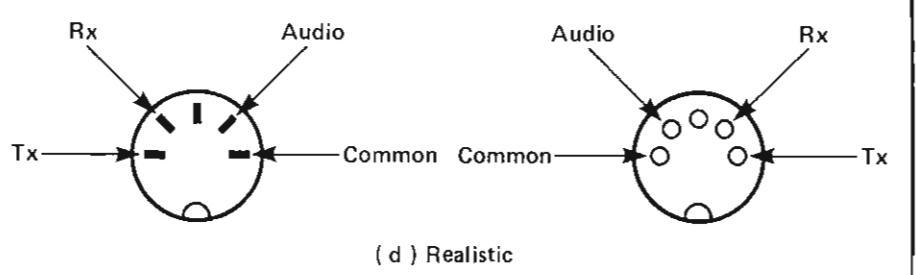 Rx Audio Audio Rx
Tx Common Common Tx
( d ) Realistic